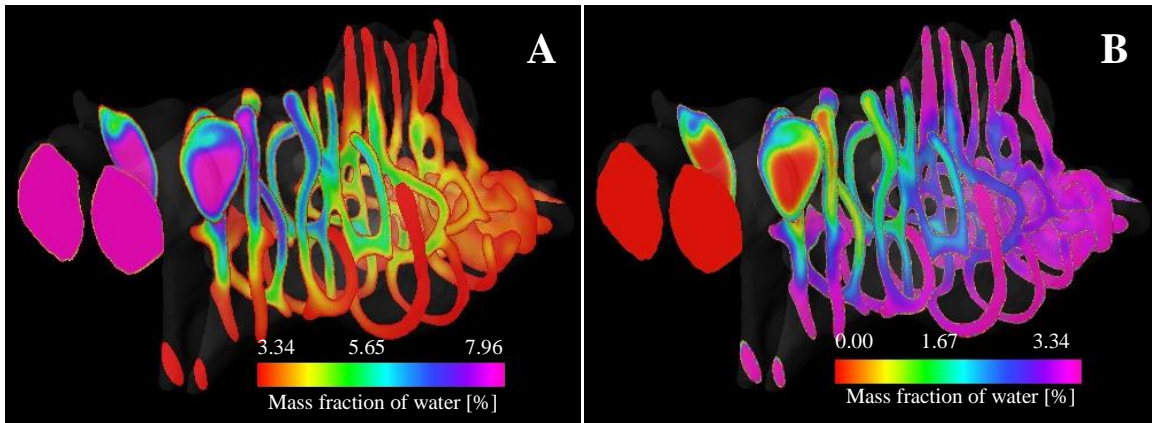 A
3.34 5.65 7.96
Mass fraction of water [%]
B
0.00 1.67 3.34
Mass fraction of water [%]